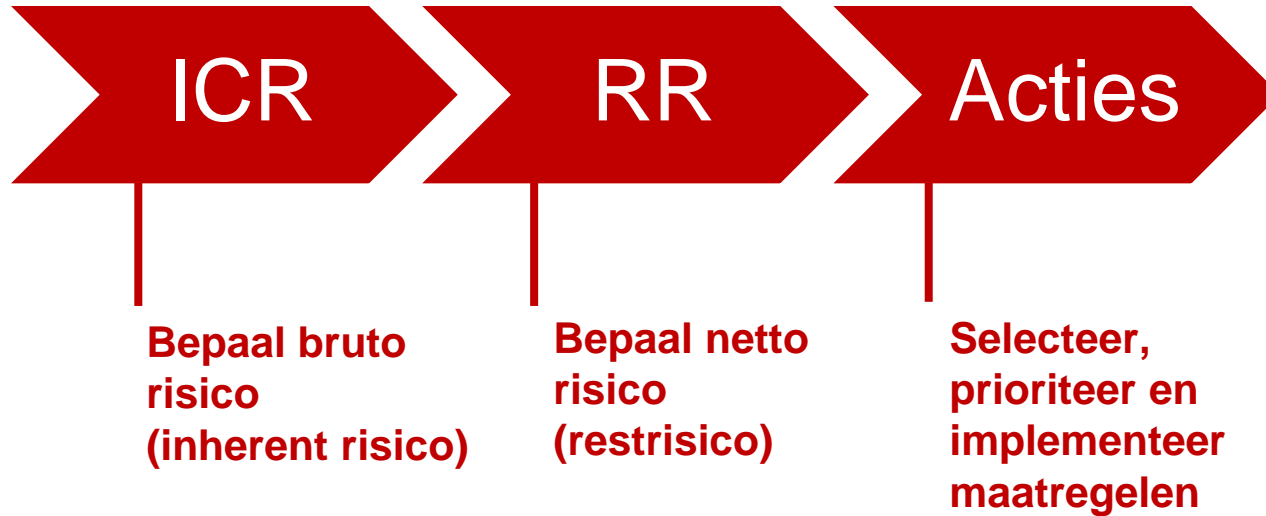 ICR
RR
Acties
Bepaal bruto
risico
(inherent risico)
Bepaal netto
risico
(restrisico)
Selecteer,
prioriteer en
implementeer
maatregelen